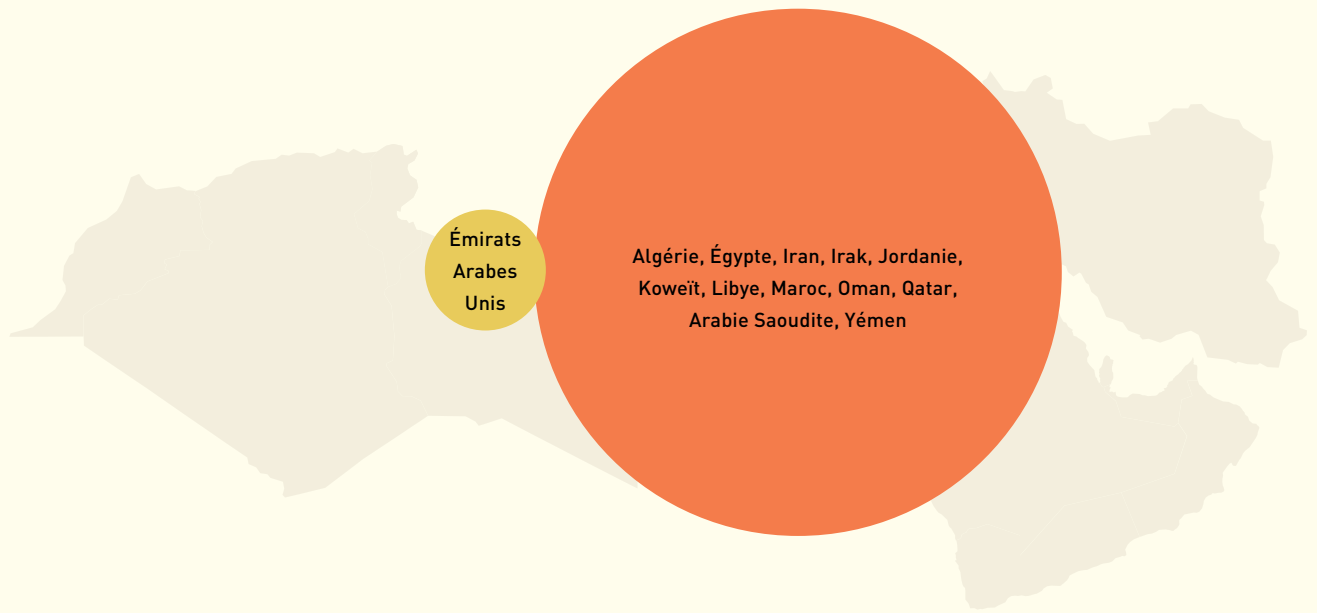 Émirats
Arabes
Unis
Algérie, Égypte, Iran, Irak, Jordanie,
Koweït, Libye, Maroc, Oman, Qatar,
Arabie Saoudite, Yémen